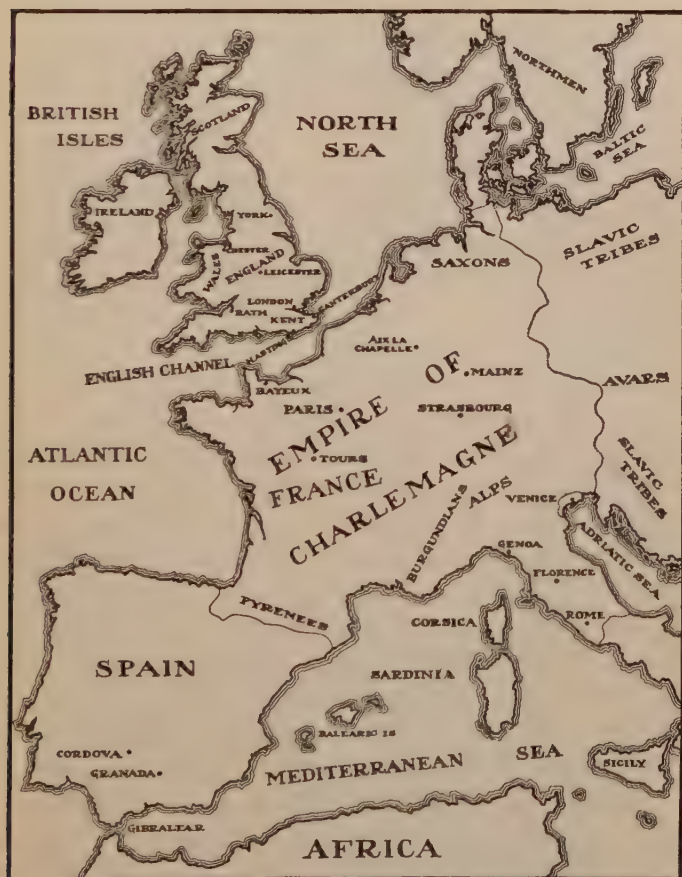 NORTHMEN
BRITISH
ISLES
SCOTLAND
NORTH
SEA
BALTIC
SEA
IRELAND
YORK
SLAVIC
TRIBES
CHESTER
WALES
ENGLAND
LEICESTER
SAXONS
LONDON
BATH
KENT
CANTERBURY
ENGLISH CHANNEL
HASTINGS
AIX LA
CHAPELLE
BAYEUX
MAINZ
AVARS
PARIS
STRASBOURG
EMPIRE OF
CHARLEMAGNE
TOURS
FRANCE
ATLANTIC
OCEAN
SLAVIC
TRIBES
BURGUNDIANS
ALPS
VENICE
ADRIATIC SEA
GENOA
FLORENCE
PYRENEES
CORSICA
ROME
SPAIN
SARDINIA
BALEARIC IS
CORDOVA
GRANADA
MEDITERRANEAN SEA
SICILY
GIBRALTAR
AFRICA